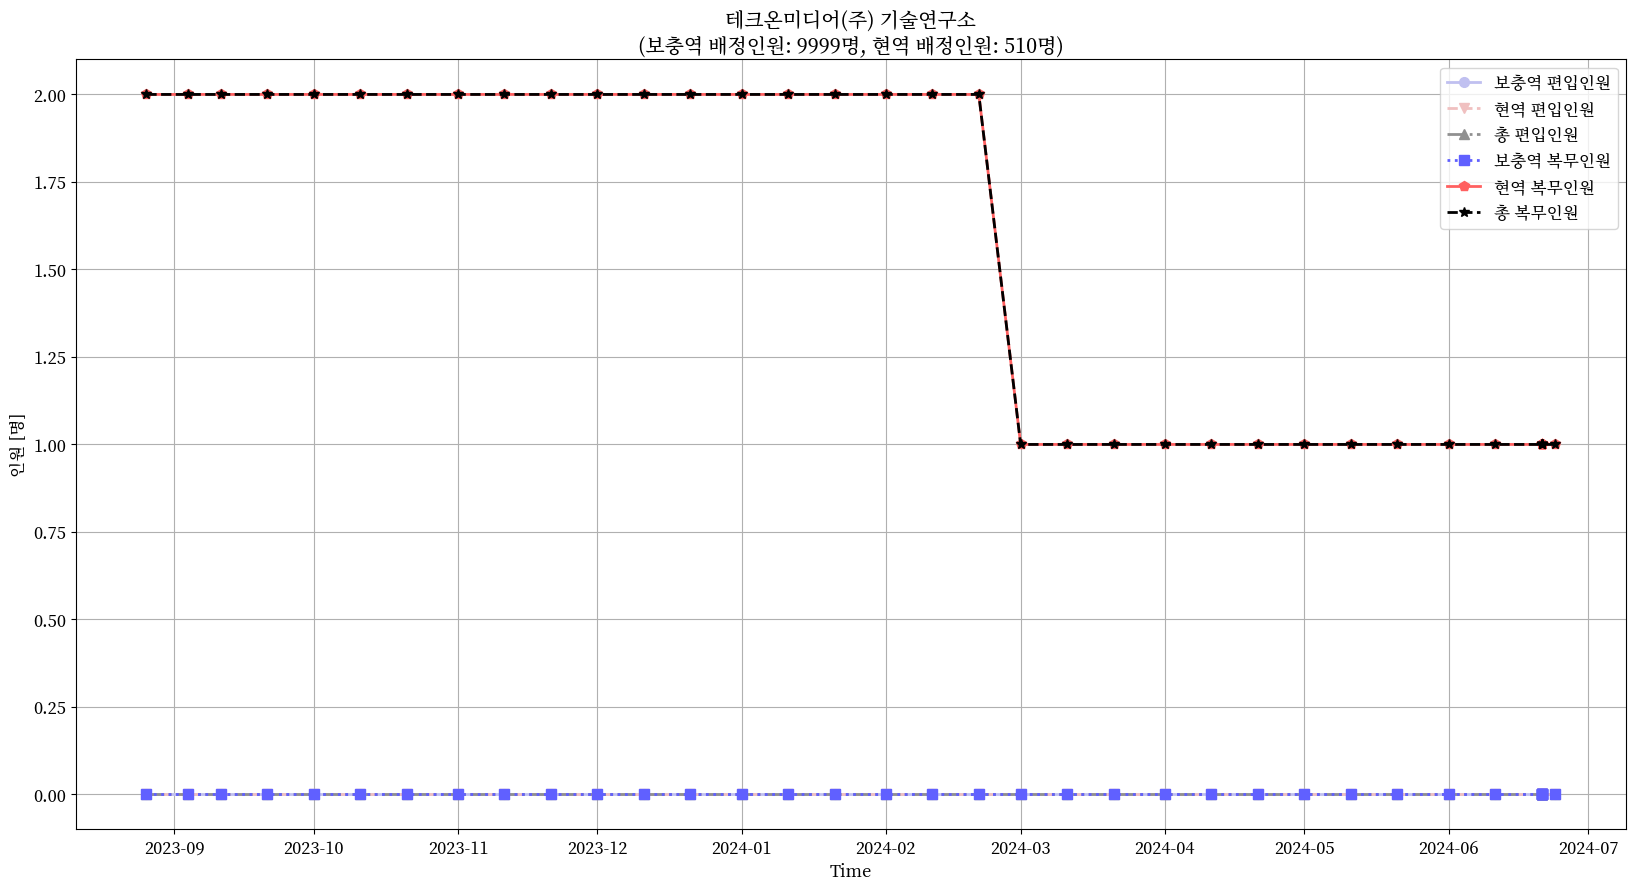 테크온미디어(주) 기술연구소
(보충역 배정인원: 9999명, 현역 배정인원: 510명)
보충역 편입인원
현역 편입인원
총 편입인원
보충역 복무인원
현역 복무인원
총 복무인원
인원 [명]
2.00
1.75
1.50
1.25
1.00
0.75
0.50
0.25
0.00
2023-09 2023-10 2023-11 2023-12 2024-01 2024-02 2024-03 2024-04 2024-05 2024-06 2024-07
Time